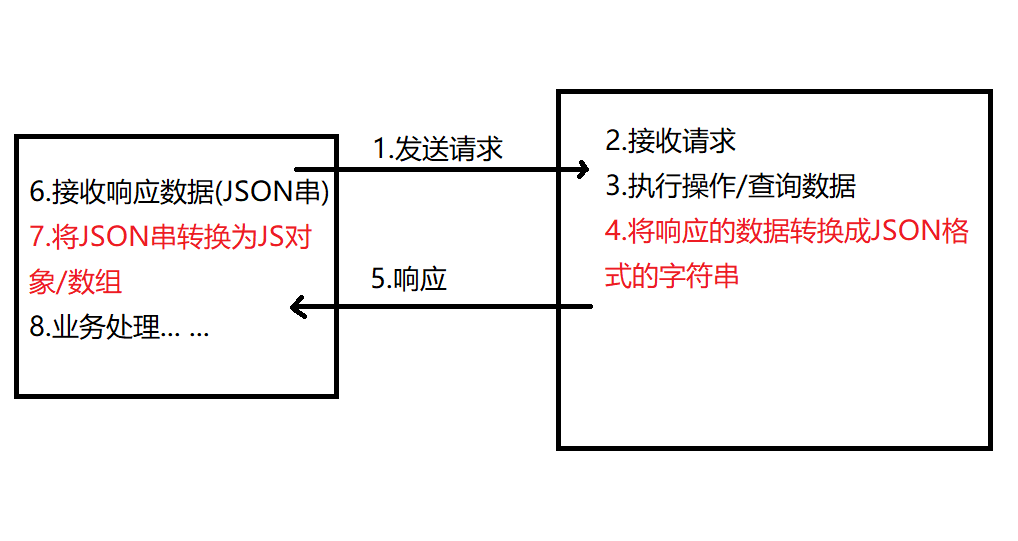 1.发送请求
2.接收请求
3.执行操作/查询数据
4.将响应的数据转换成JSON格
式的字符串
5.响应
6.接收响应数据(JSON串)
7.将JSON串转换为JS对
象/数组
8.业务处理... ...